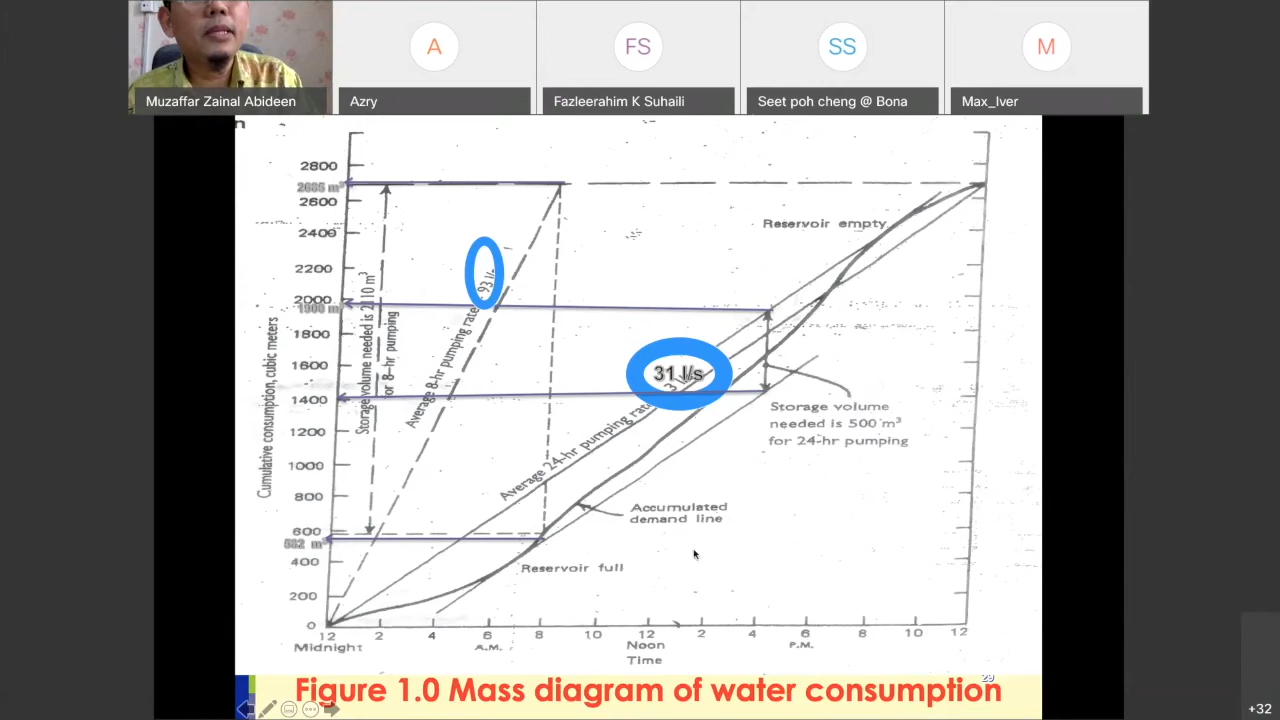 A
FS
SS
M
Muzaffar Zainal Abideen
Azry
Fazleerahim K Suhaili
Seet poh cheng @ Bona
Max_Iver
n
2800
2685 m³
2600
2400
2200
2000
1900 m³
1800
1600
1400
1200
1000
800
600
582 m³
400
200
0
Cumulative consumption, cubic meters
Storage volume needed is 2110 m³
for 8-hr pumping
Average 8-hr pumping rate
93 l/s
Average 24-hr pumping rate
31 l/s
Reservoir empty
Storage volume
needed is 500 m³
for 24-hr pumping
Accumulated
demand line
Reservoir full
12 2 4 6 8 10 12 2 4 6 8 10 12
Midnight A.M. Noon P.M.
Time
29
Figure 1.0 Mass diagram of water consumption
+32